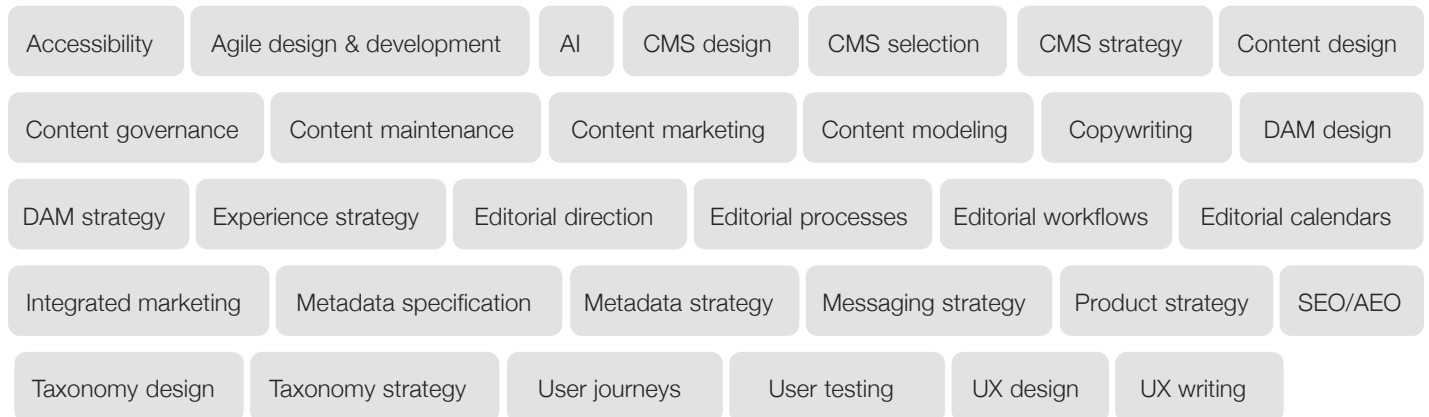 Accessibility Agile design & development AI CMS design CMS selection CMS strategy Content design
Content governance Content maintenance Content marketing Content modeling Copywriting DAM design
DAM strategy Experience strategy Editorial direction Editorial processes Editorial workflows Editorial calendars
Integrated marketing Metadata specification Metadata strategy Messaging strategy Product strategy SEO/AEO
Taxonomy design Taxonomy strategy User journeys User testing UX design UX writing